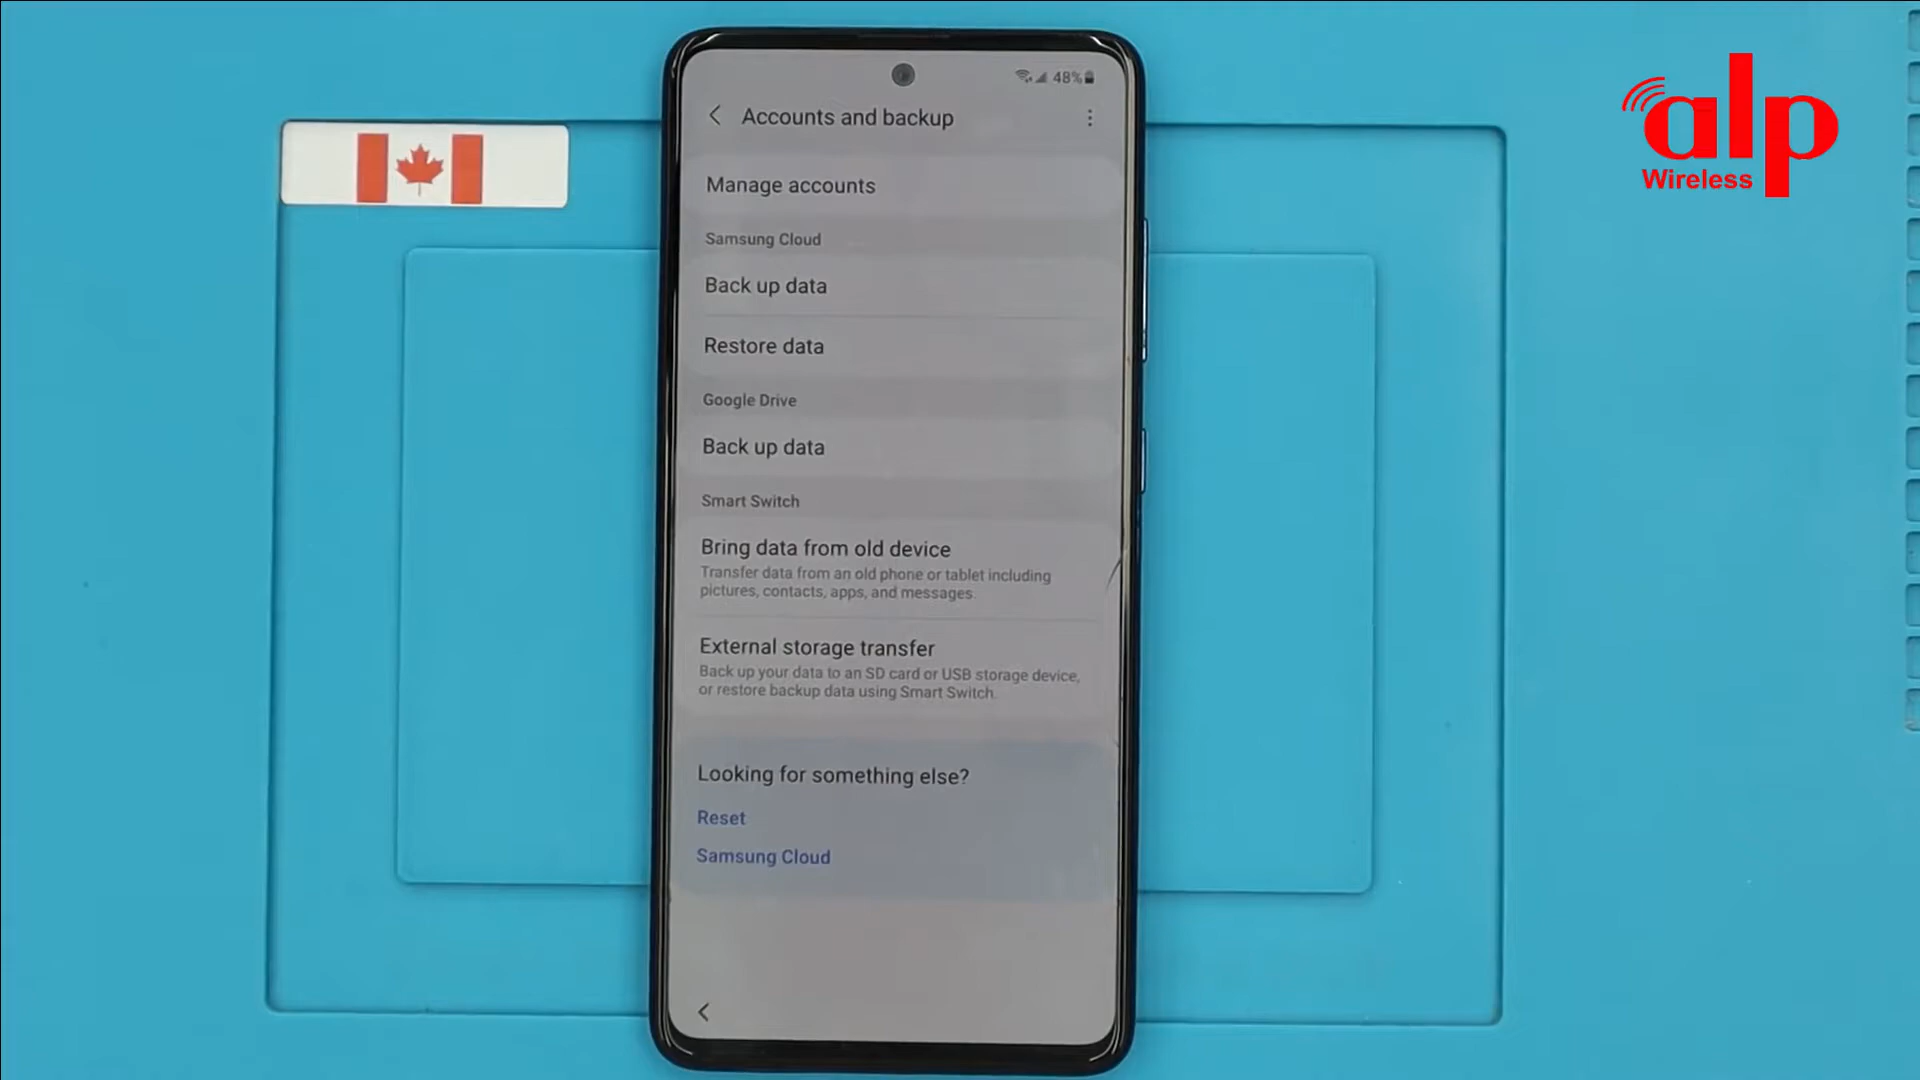 48%
Accounts and backup
Manage accounts
Samsung Cloud
Back up data
Restore data
Google Drive
Back up data
Smart Switch
Bring data from old device
Transfer data from an old phone or tablet including
pictures, contacts, apps, and messages.
External storage transfer
Back up your data to an SD card or USB storage device,
or restore backup data using Smart Switch.
Looking for something else?
Reset
Samsung Cloud
alp
Wireless